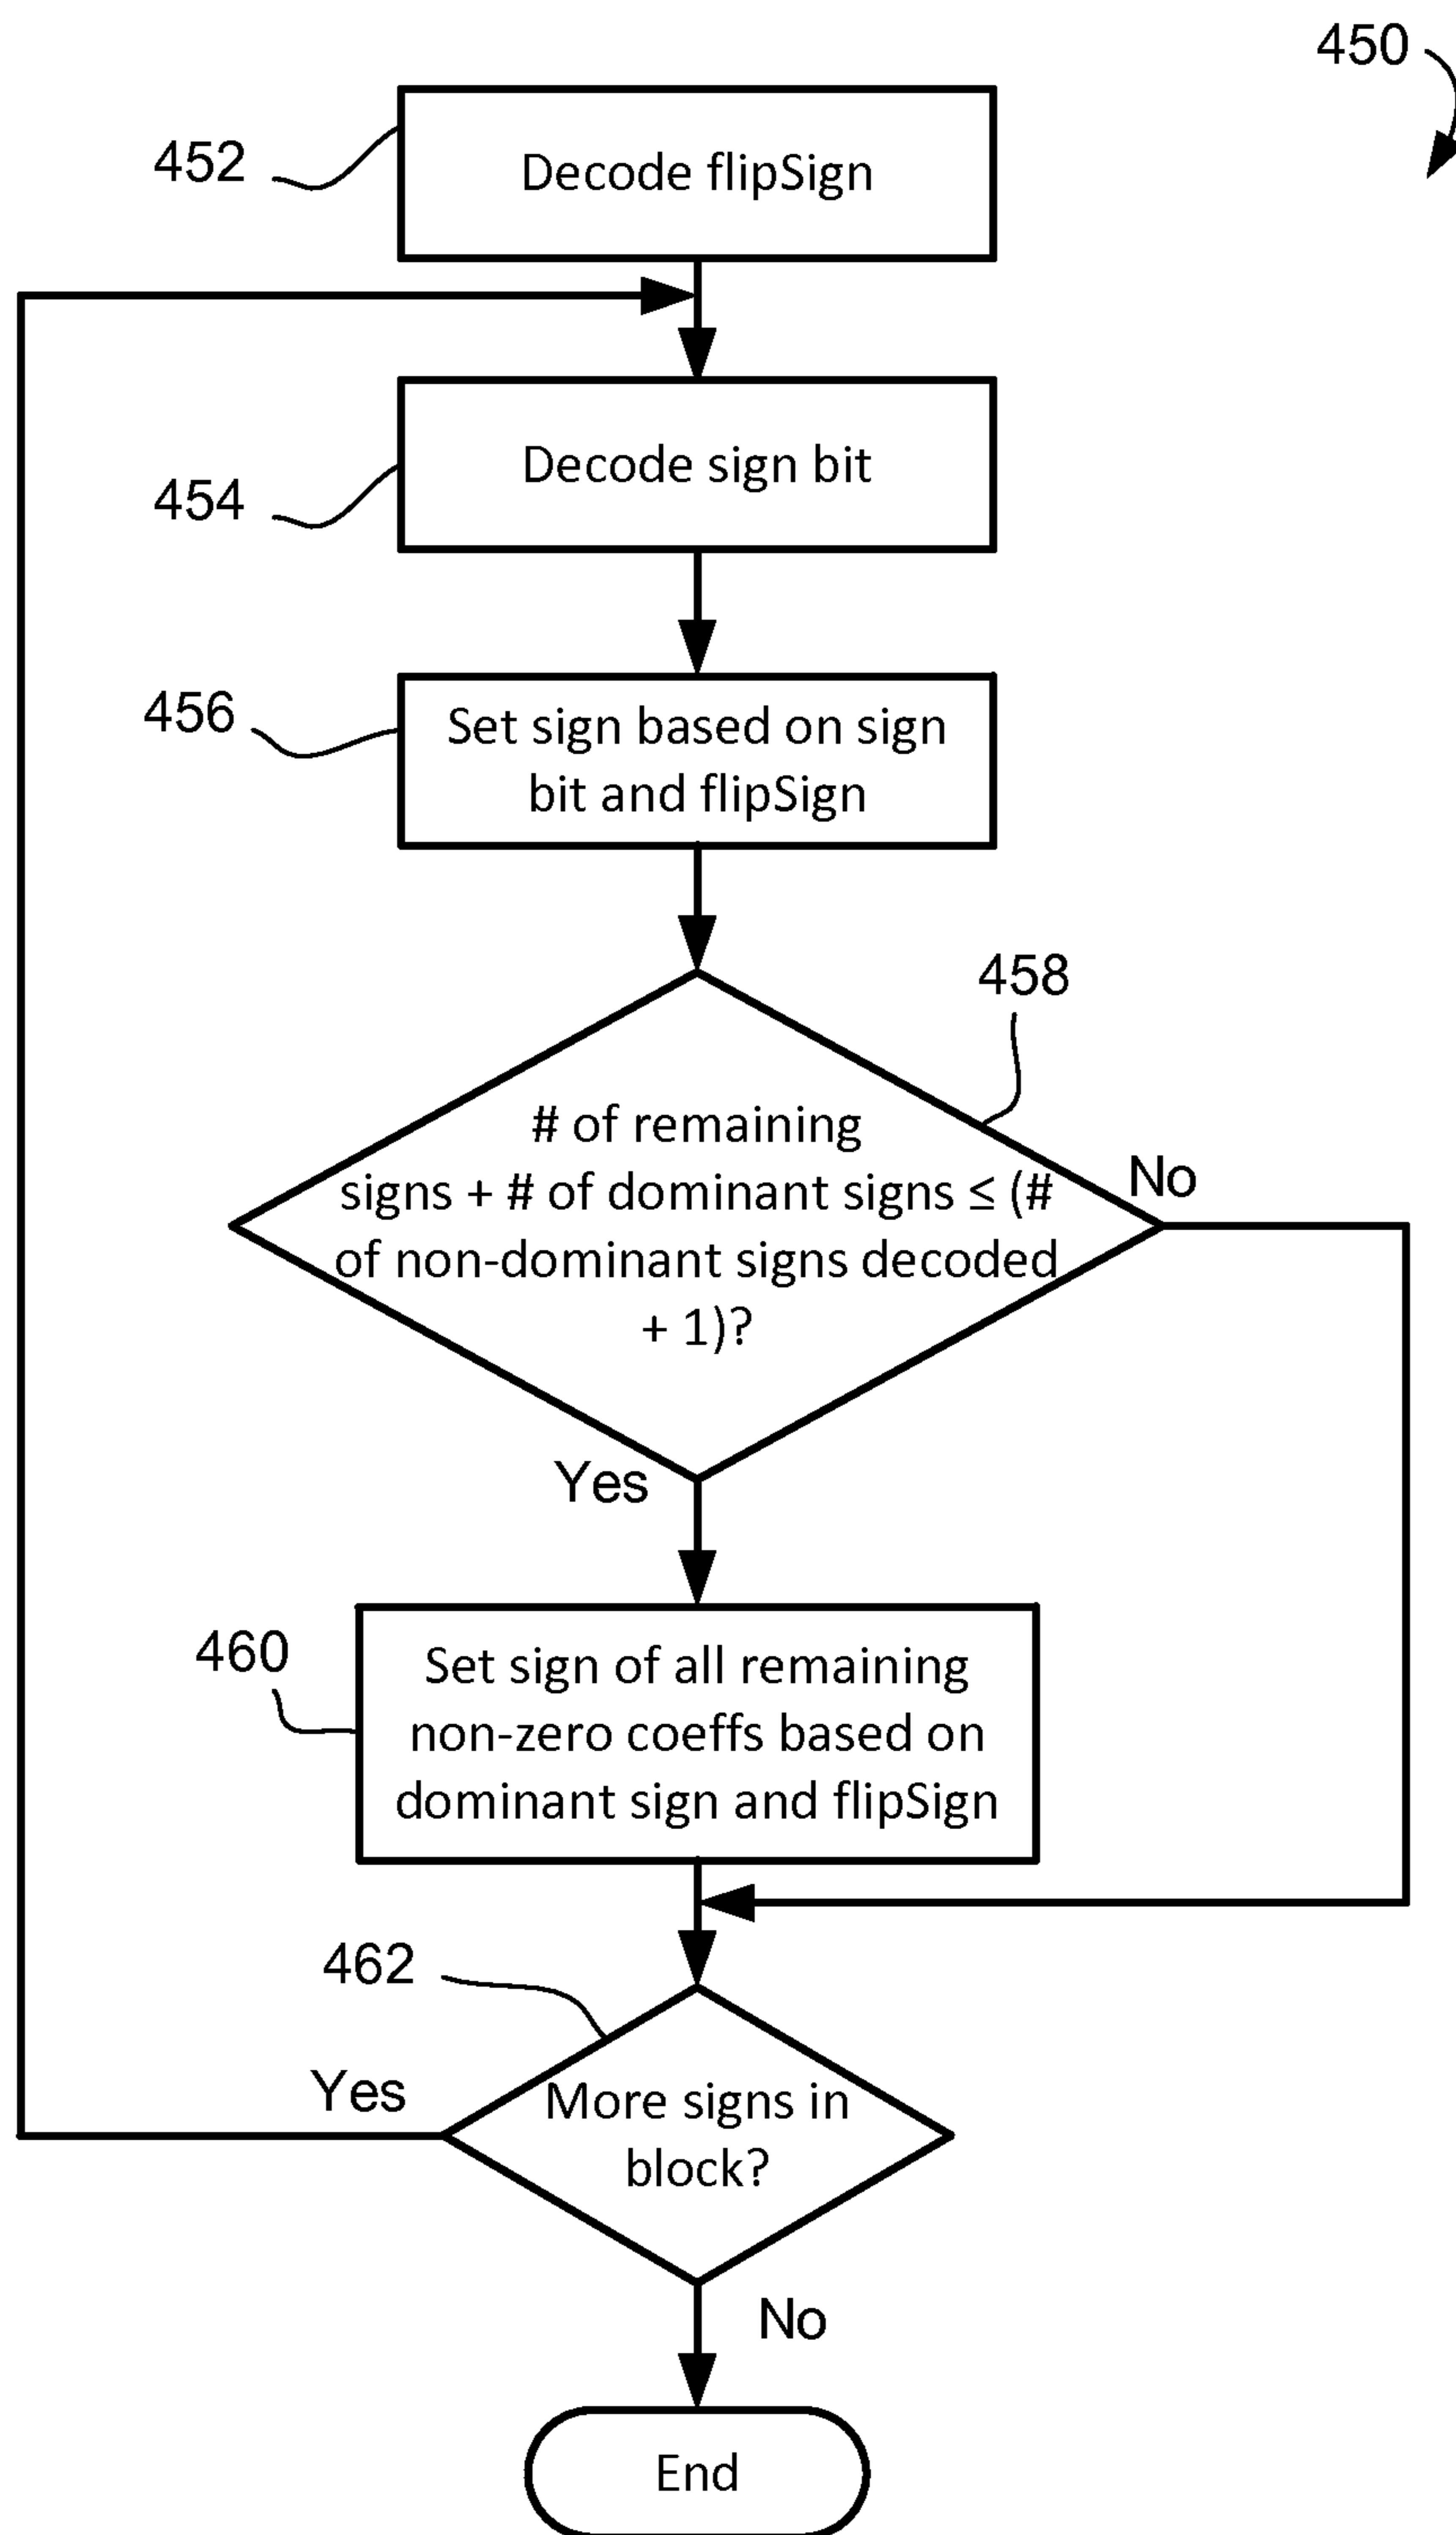 450
452
Decode flipSign
454
Decode sign bit
456
Set sign based on sign
bit and flipSign
458
# of remaining
signs + # of dominant signs ≤ (#
of non-dominant signs decoded
+ 1)?
No
Yes
460
Set sign of all remaining
non-zero coeffs based on
dominant sign and flipSign
462
Yes
More signs in
block?
No
End